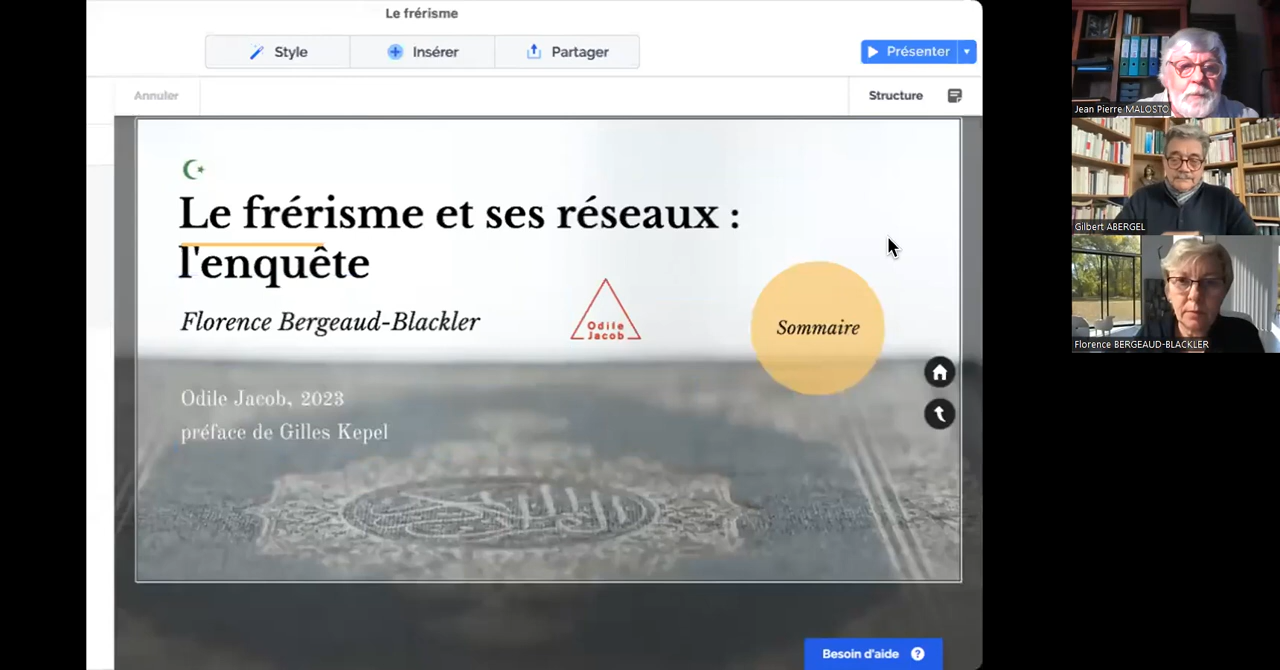 Le frérisme
Style
Insérer
Partager
Présenter
Annuler
Structure
Le frérisme et ses réseaux :
l'enquête
Florence Bergeaud-Blackler
Odile
Jacob
Sommaire
Odile Jacob, 2023
préface de Gilles Kepel
Besoin d'aide ?
Jean Pierre MALOSTO
Gilbert ABERGEL
Florence BERGEAUD-BLACKLER